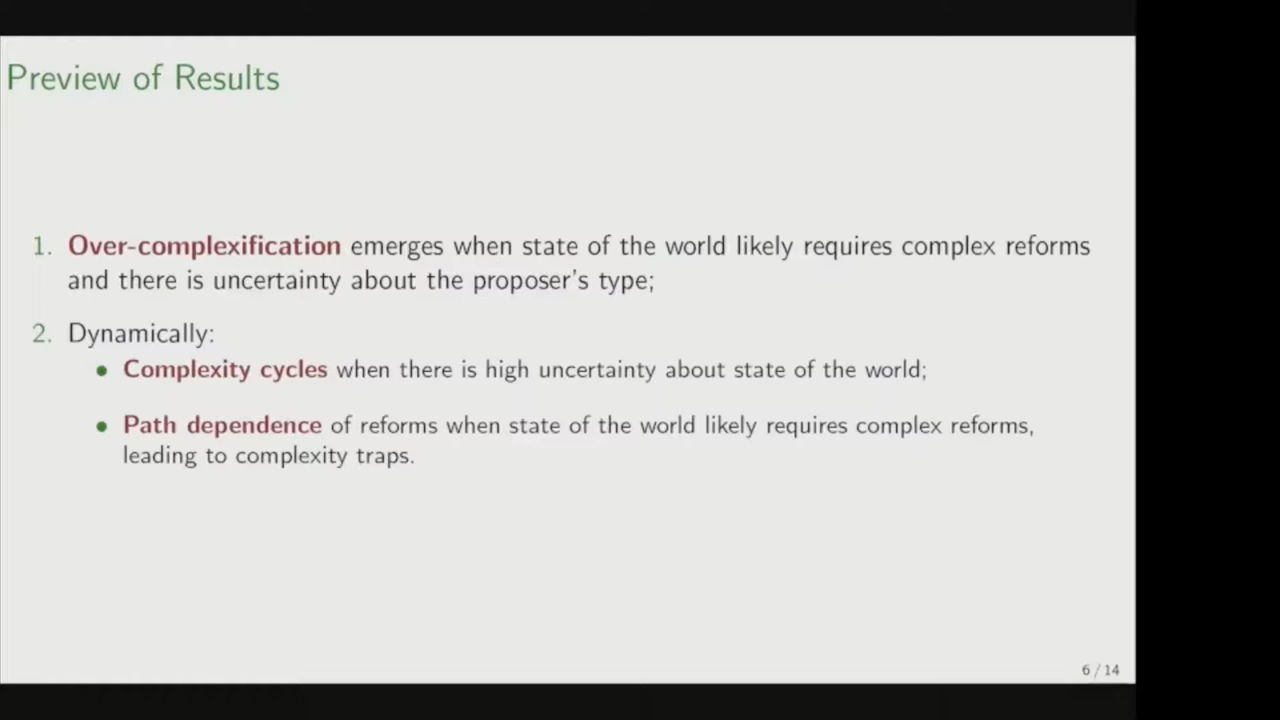 Preview of Results
1. Over-complexification emerges when state of the world likely requires complex reforms
and there is uncertainty about the proposer's type;
2. Dynamically:
• Complexity cycles when there is high uncertainty about state of the world;
• Path dependence of reforms when state of the world likely requires complex reforms,
leading to complexity traps.
6 / 14